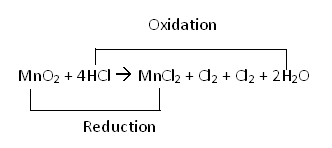 Oxidation
MnO₂ + 4HCl → MnCl₂ + Cl₂ + Cl₂ + 2H₂O
Reduction